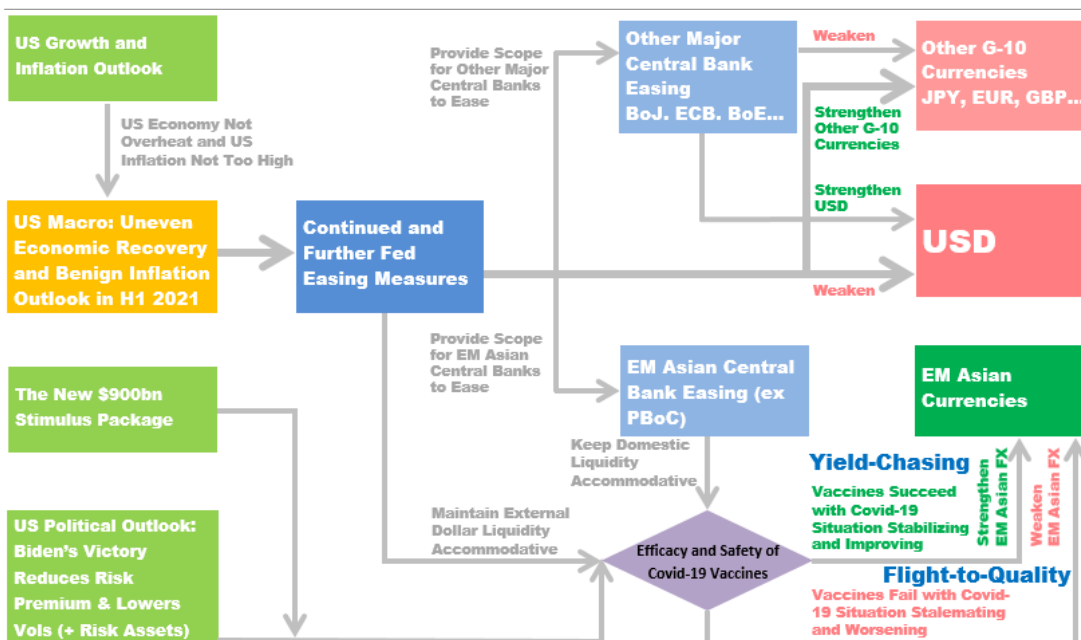 US Growth and
Inflation Outlook
US Economy Not
Overheat and US
Inflation Not Too High
US Macro: Uneven
Economic Recovery
and Benign Inflation
Outlook in H1 2021
Continued and
Further Fed
Easing Measures
Provide Scope
for Other Major
Central Banks
to Ease
Other Major
Central Bank
Easing
BoJ. ECB. BoE...
Weaken
Other G-10
Currencies
JPY, EUR, GBP...
Strengthen
Other G-10
Currencies
Strengthen
USD
USD
Weaken
Provide Scope
for EM Asian
Central Banks
to Ease
EM Asian Central
Bank Easing (ex
PBoC)
EM Asian
Currencies
The New $900bn
Stimulus Package
Keep Domestic
Liquidity
Accommodative
Maintain External
Dollar Liquidity
Accommodative
Yield-Chasing
Vaccines Succeed
with Covid-19
Situation Stabilizing
and Improving
Strengthen
EM Asian FX
Weaken
EM Asian FX
US Political Outlook:
Biden's Victory
Reduces Risk
Premium & Lowers
Vols (+ Risk Assets)
Efficacy and Safety of
Covid-19 Vaccines
Flight-to-Quality
Vaccines Fail with Covid-
19 Situation Stalemating
and Worsening